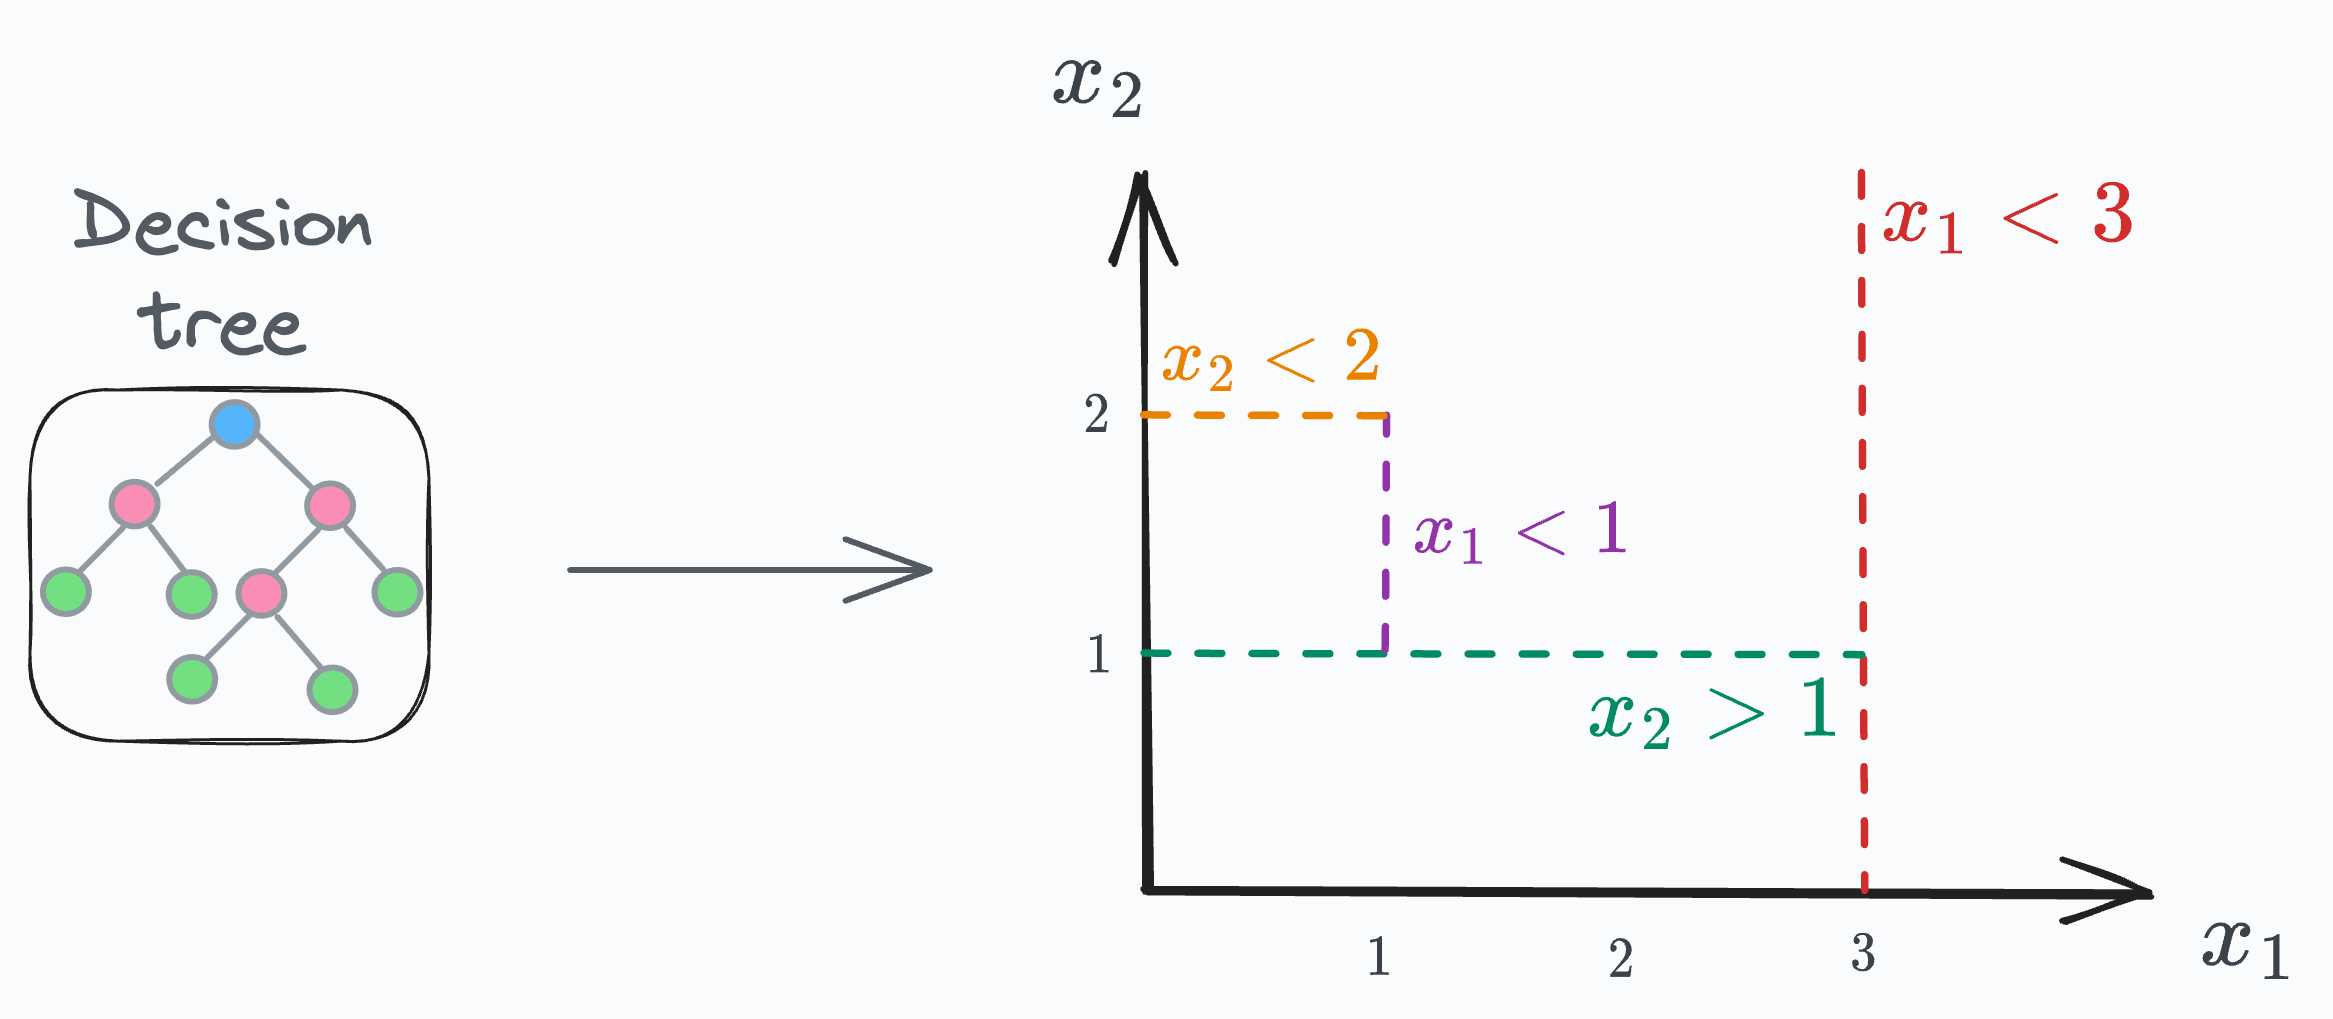 Decision
tree
x₂
x₁ < 3
x₂ < 2
2
x₁ < 1
1
x₂ > 1
1 2 3
x₁